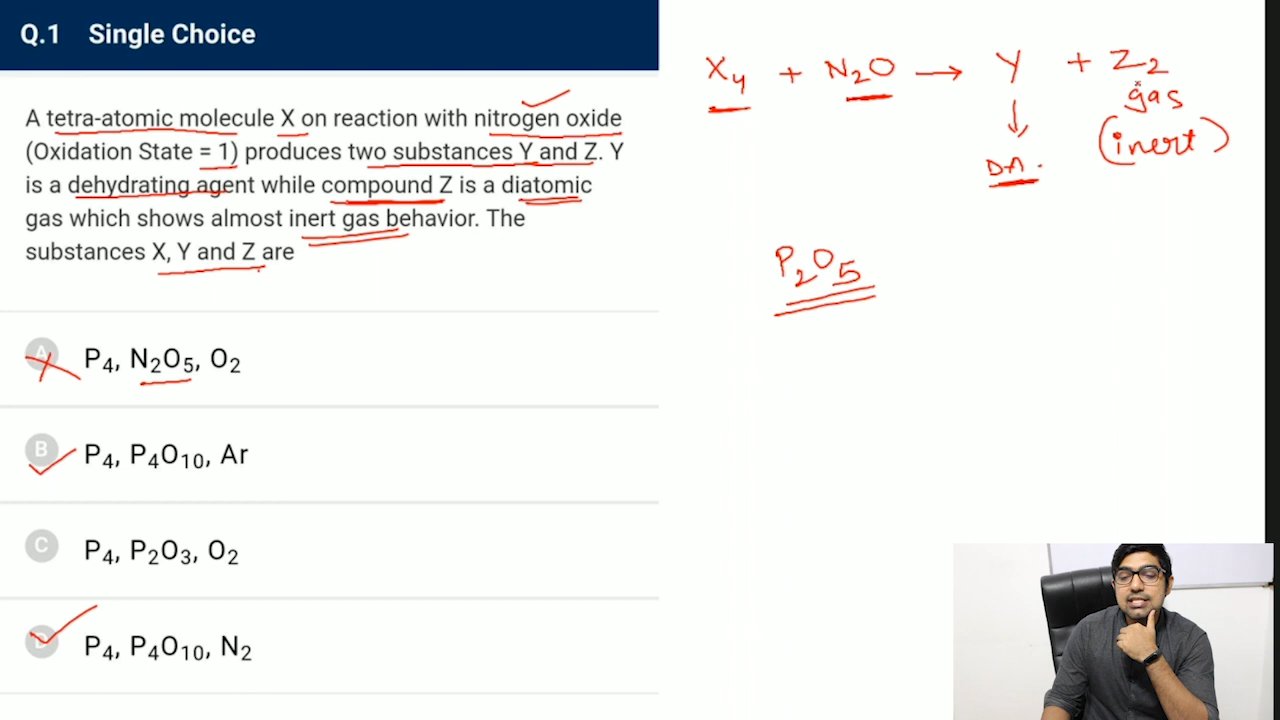 Q.1 Single Choice
A tetra-atomic molecule X on reaction with nitrogen oxide
(Oxidation State = 1) produces two substances Y and Z. Y
is a dehydrating agent while compound Z is a diatomic
gas which shows almost inert gas behavior. The
substances X, Y and Z are
A P₄, N₂O₅, O₂
B P₄, P₄O₁₀, Ar
C P₄, P₂O₃, O₂
D P₄, P₄O₁₀, N₂
X₄ + N₂O → Y + Z₂
gas
(inert)
D.A.
P₂O₅